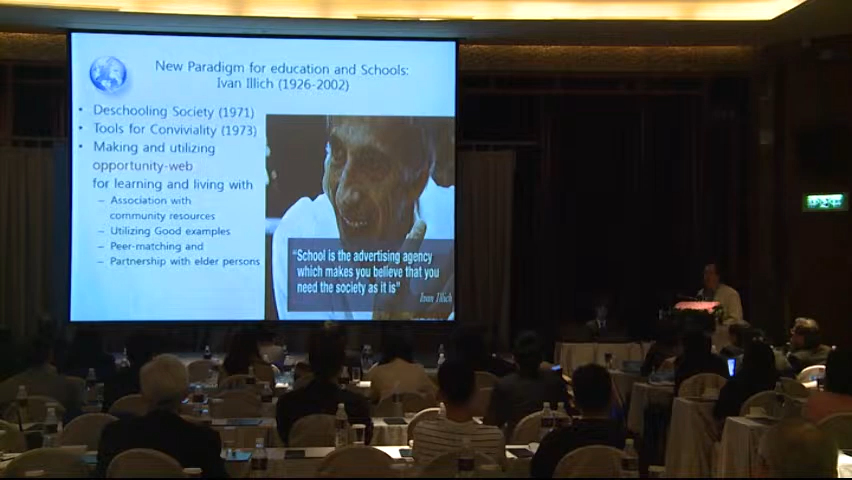 New Paradigm for education and Schools:
Ivan Illich (1926-2002)
• Deschooling Society (1971)
• Tools for Conviviality (1973)
• Making and utilizing
opportunity-web
for learning and living with
– Association with
community resources
– Utilizing Good examples
– Peer-matching and
– Partnership with elder persons
"School is the advertising agency
which makes you believe that you
need the society as it is"
Ivan Illich